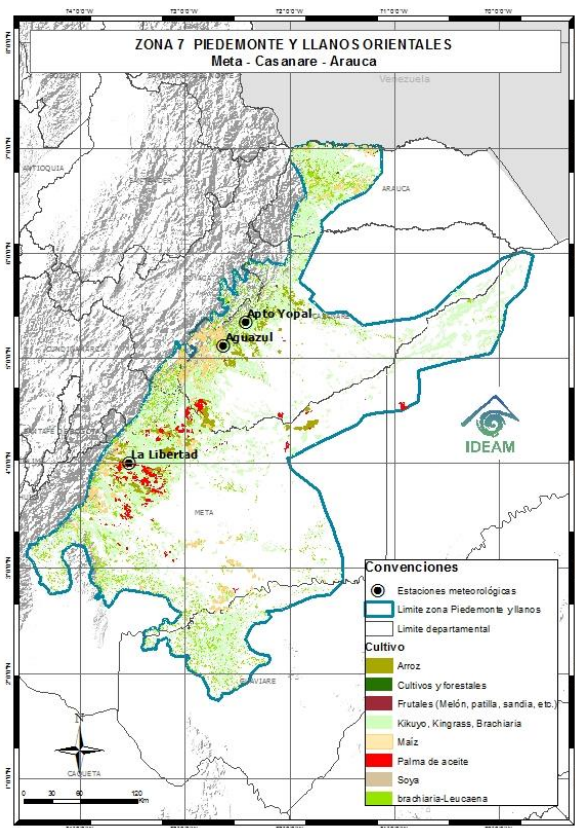 ZONA 7 PIEDEMONTE Y LLANOS ORIENTALES
Meta - Casanare - Arauca
Venezuela
ANTIOQUIA
SANTANDER
ARAUCA
Apto Yopal
Aguazul
IDEAM
La Libertad
META
GUAVIARE
CAQUETA
N
0 30 60 120
Km
Convenciones
Estaciones meteorológicas
Limite zona Piedemonte y llanos
Limite departamental
Cultivo
Arroz
Cultivos y forestales
Frutales (Melón, patilla, sandia, etc.)
Kikuyo, Kingrass, Brachiaria
Maíz
Palma de aceite
Soya
brachiaria-Leucaena